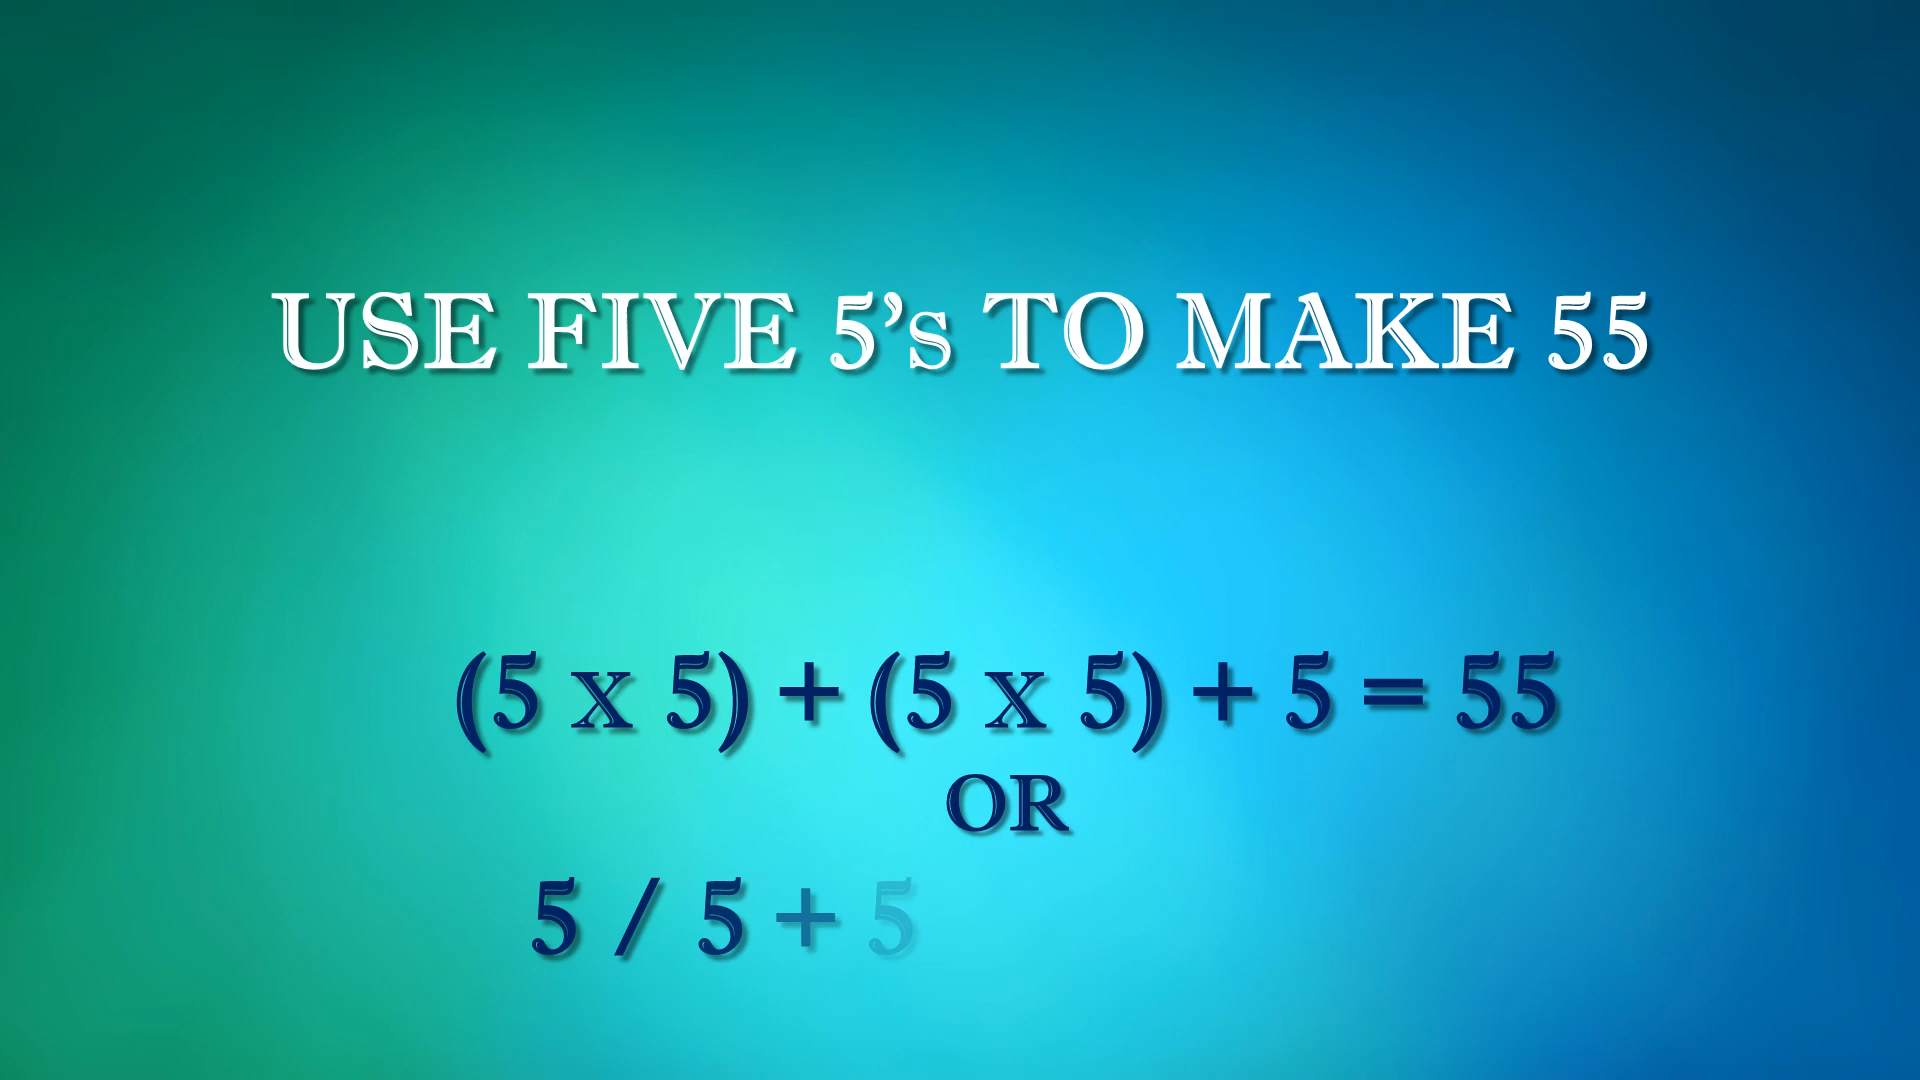 USE FIVE 5’s TO MAKE 55
(5 x 5) + (5 x 5) + 5 = 55
OR
5 / 5 + 5